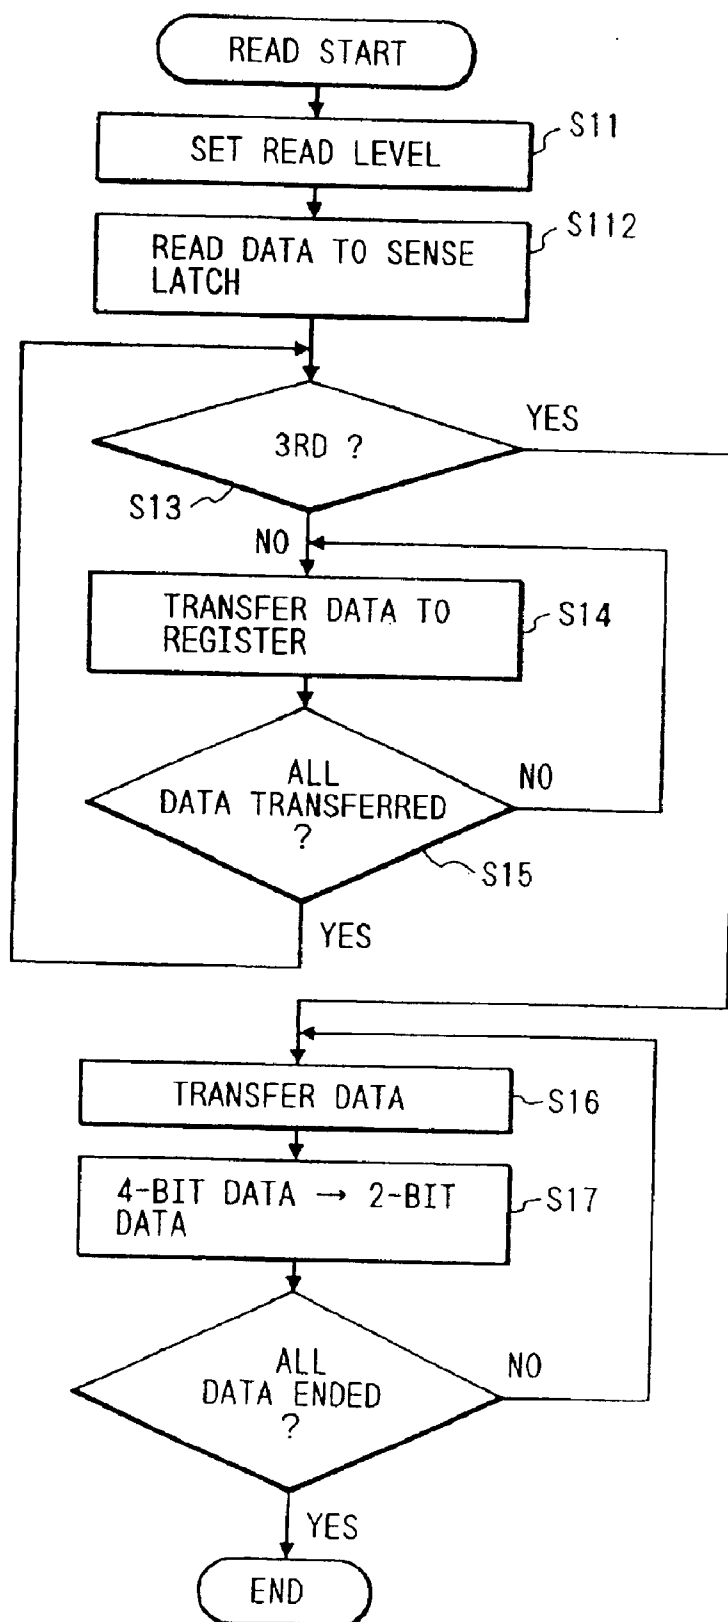 READ START
SET READ LEVEL
S11
READ DATA TO SENSE
LATCH
S112
3RD ?
YES
S13
NO
TRANSFER DATA TO
REGISTER
S14
ALL
DATA TRANSFERRED
?
NO
S15
YES
TRANSFER DATA
S16
4-BIT DATA → 2-BIT
DATA
S17
ALL
DATA ENDED
?
NO
YES
END